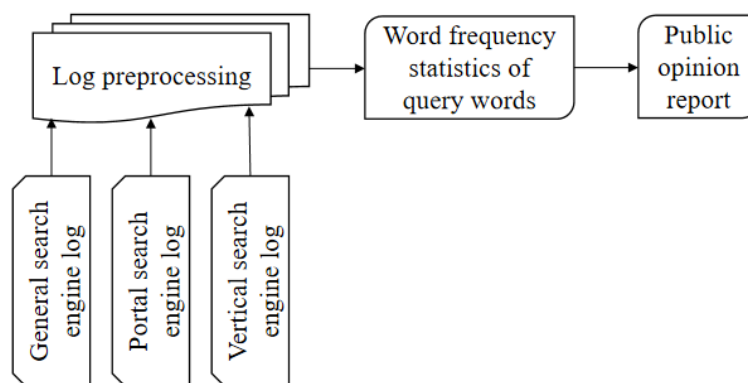 Log preprocessing
Word frequency
statistics of
query words
Public
opinion
report
General search
engine log
Portal search
engine log
Vertical search
engine log